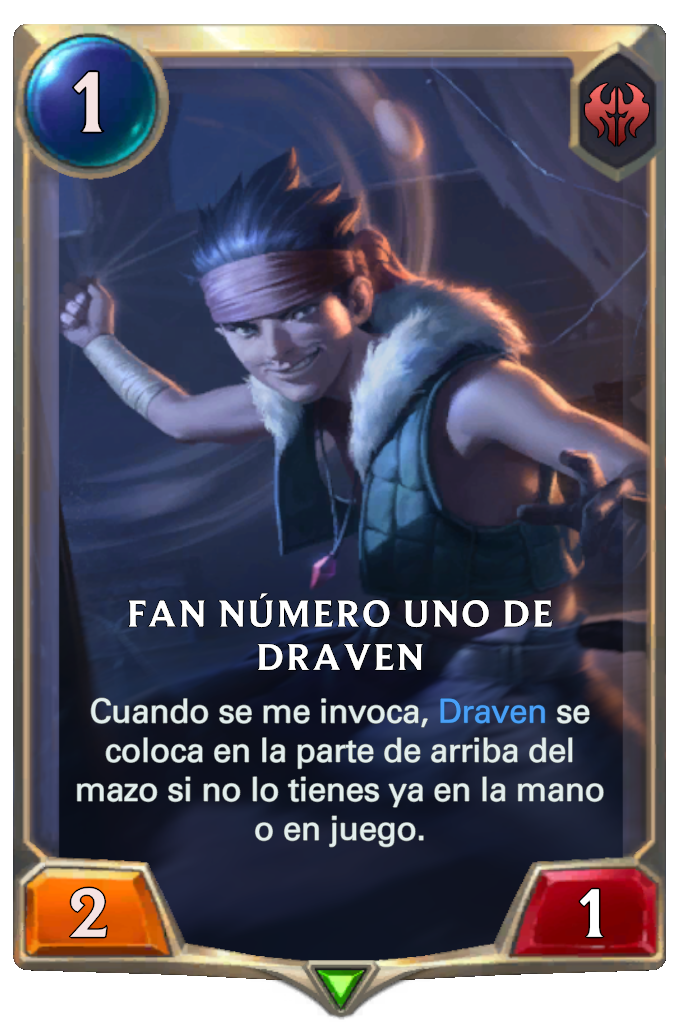 1
FAN NÚMERO UNO DE
DRAVEN
Cuando se me invoca, Draven se
coloca en la parte de arriba del
mazo si no lo tienes ya en la mano
o en juego.
2
1